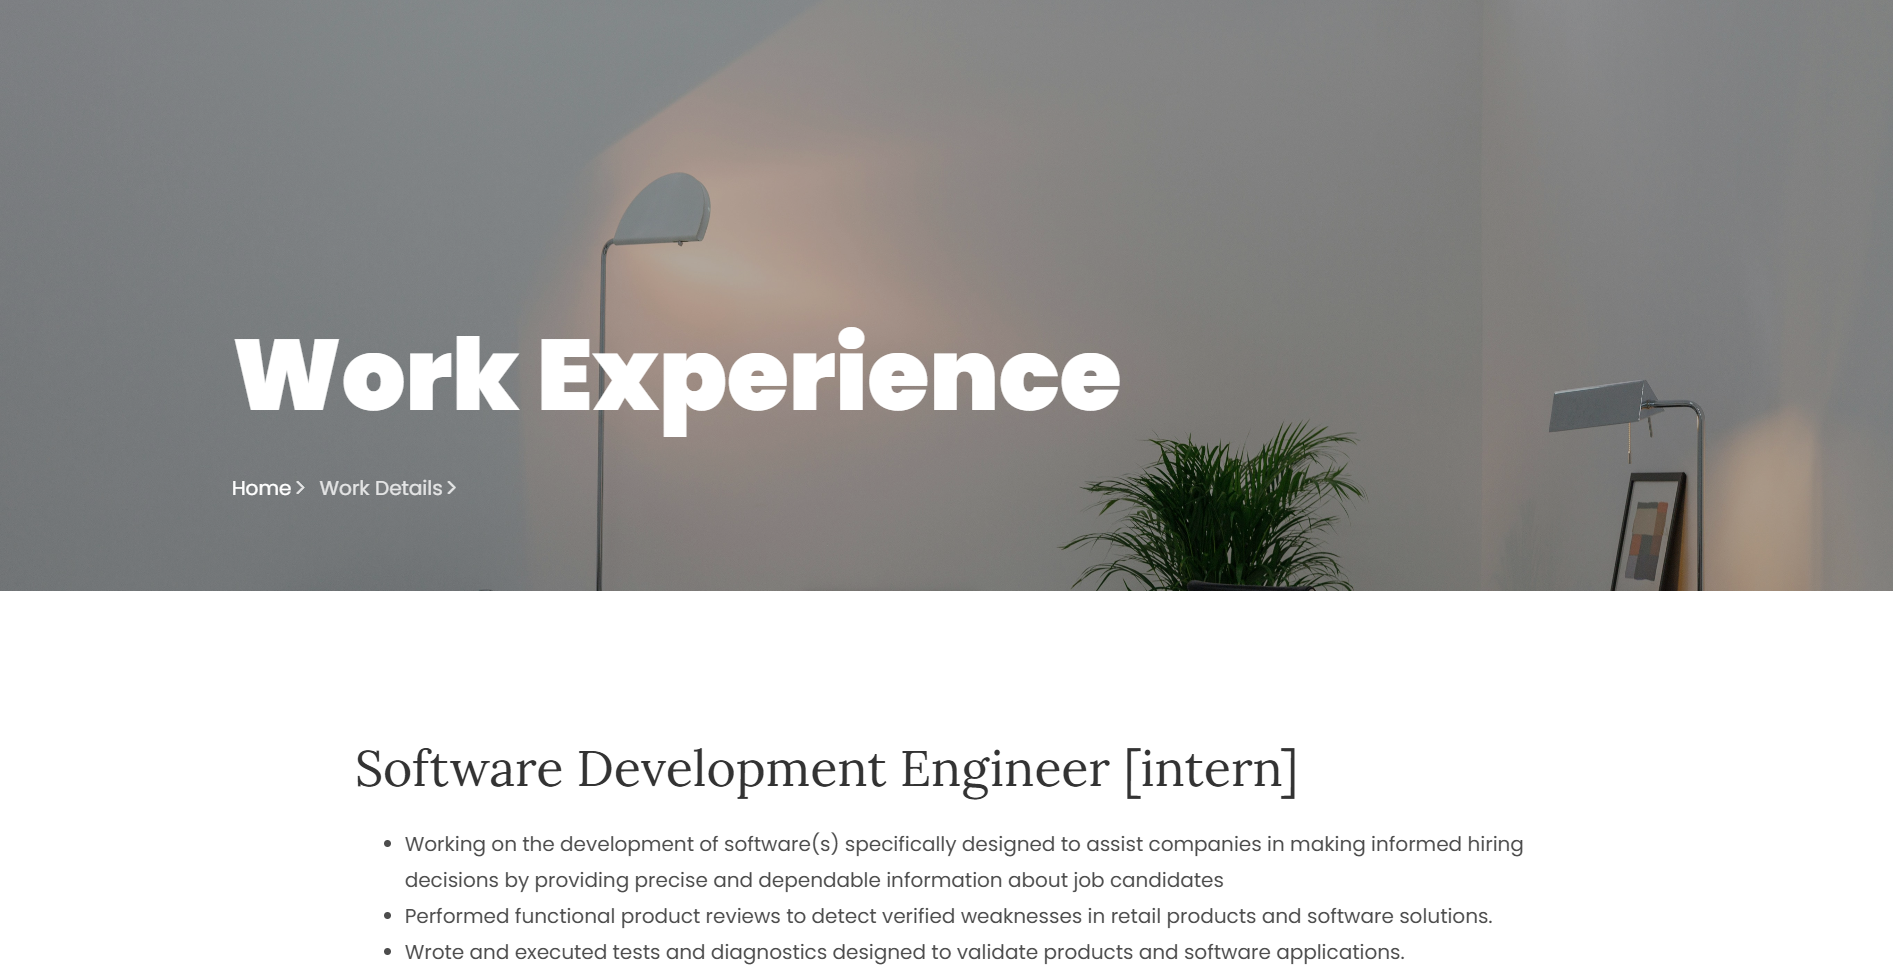 Work Experience
Home > Work Details >
Software Development Engineer [intern]
• Working on the development of software(s) specifically designed to assist companies in making informed hiring
decisions by providing precise and dependable information about job candidates
• Performed functional product reviews to detect verified weaknesses in retail products and software solutions.
• Wrote and executed tests and diagnostics designed to validate products and software applications.